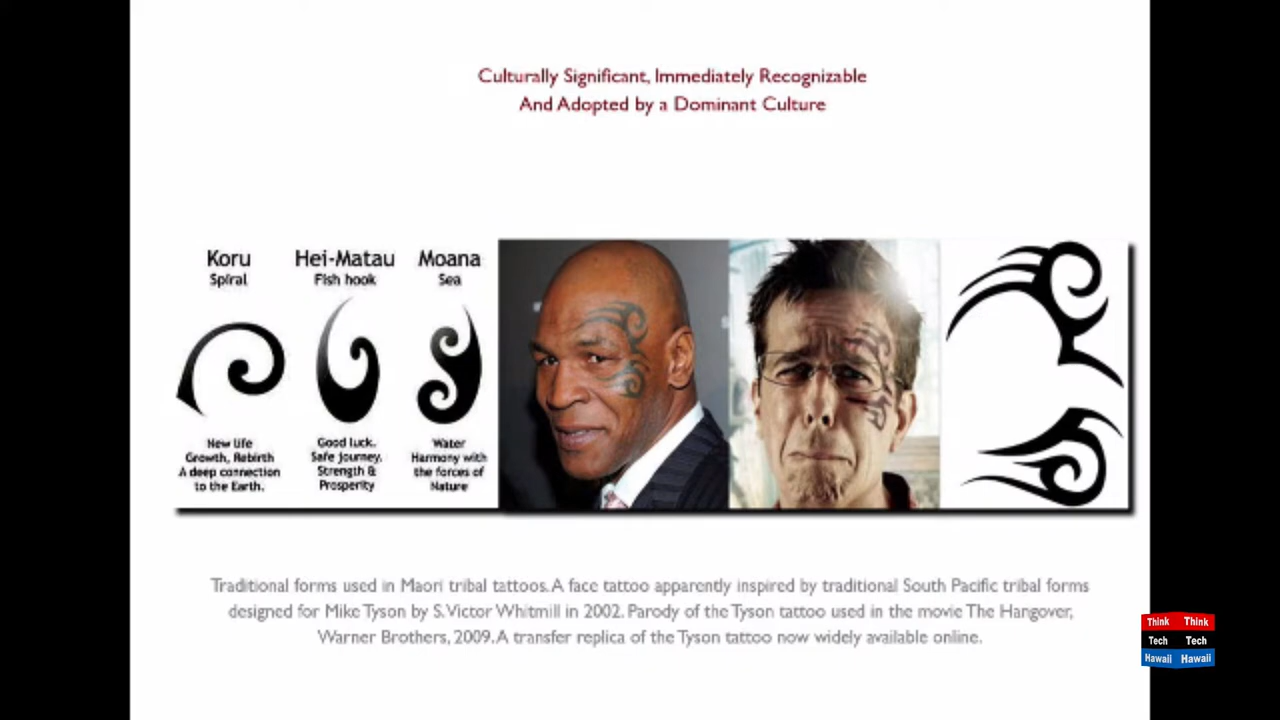 Culturally Significant, Immediately Recognizable
And Adopted by a Dominant Culture
Koru
Spiral
New life
Growth, Rebirth
A deep connection
to the Earth.
Hei-Matau
Fish hook
Good luck.
Safe journey,
Strength &
Prosperity
Moana
Sea
Water
Harmony with
the forces of
Nature
Traditional forms used in Maori tribal tattoos. A face tattoo apparently inspired by traditional South Pacific tribal forms
designed for Mike Tyson by S. Victor Whitmill in 2002. Parody of the Tyson tattoo used in the movie The Hangover,
Warner Brothers, 2009. A transfer replica of the Tyson tattoo now widely available online.
Think Think
Tech Tech
Hawaii Hawaii